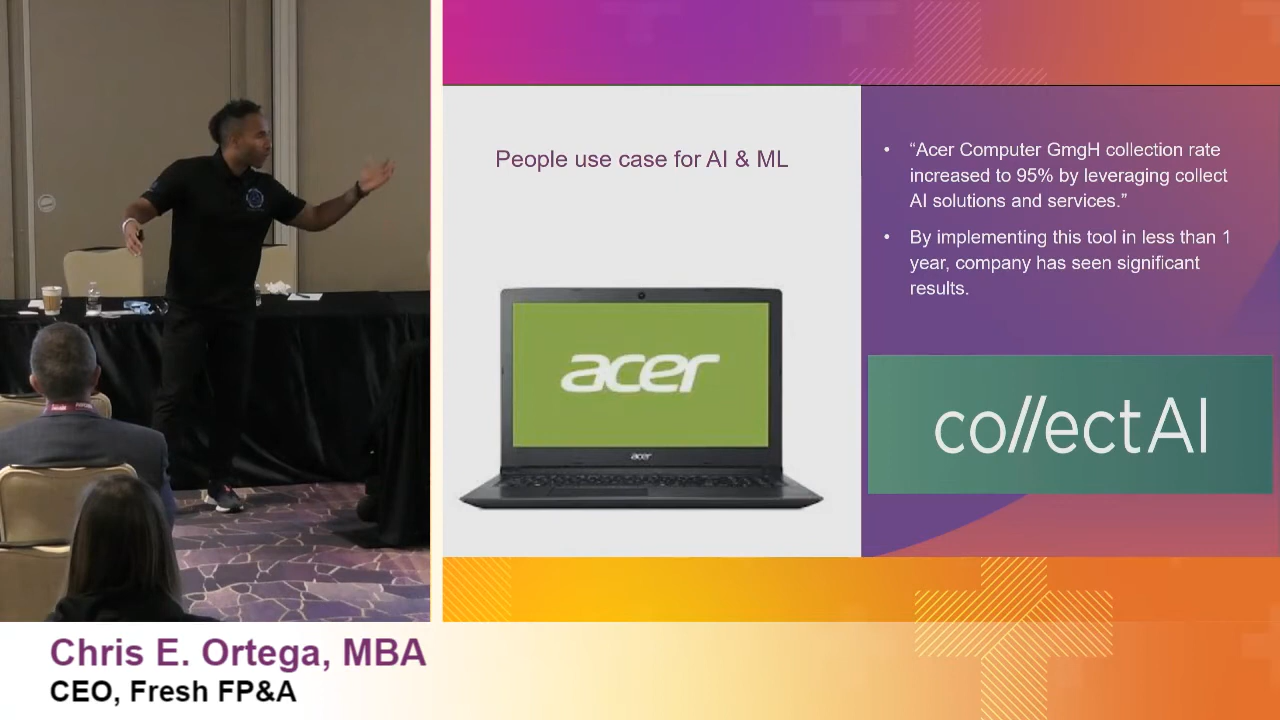 People use case for AI & ML
acer
acer
• “Acer Computer GmgH collection rate
increased to 95% by leveraging collect
AI solutions and services.”
• By implementing this tool in less than 1
year, company has seen significant
results.
collectAI
Chris E. Ortega, MBA
CEO, Fresh FP&A